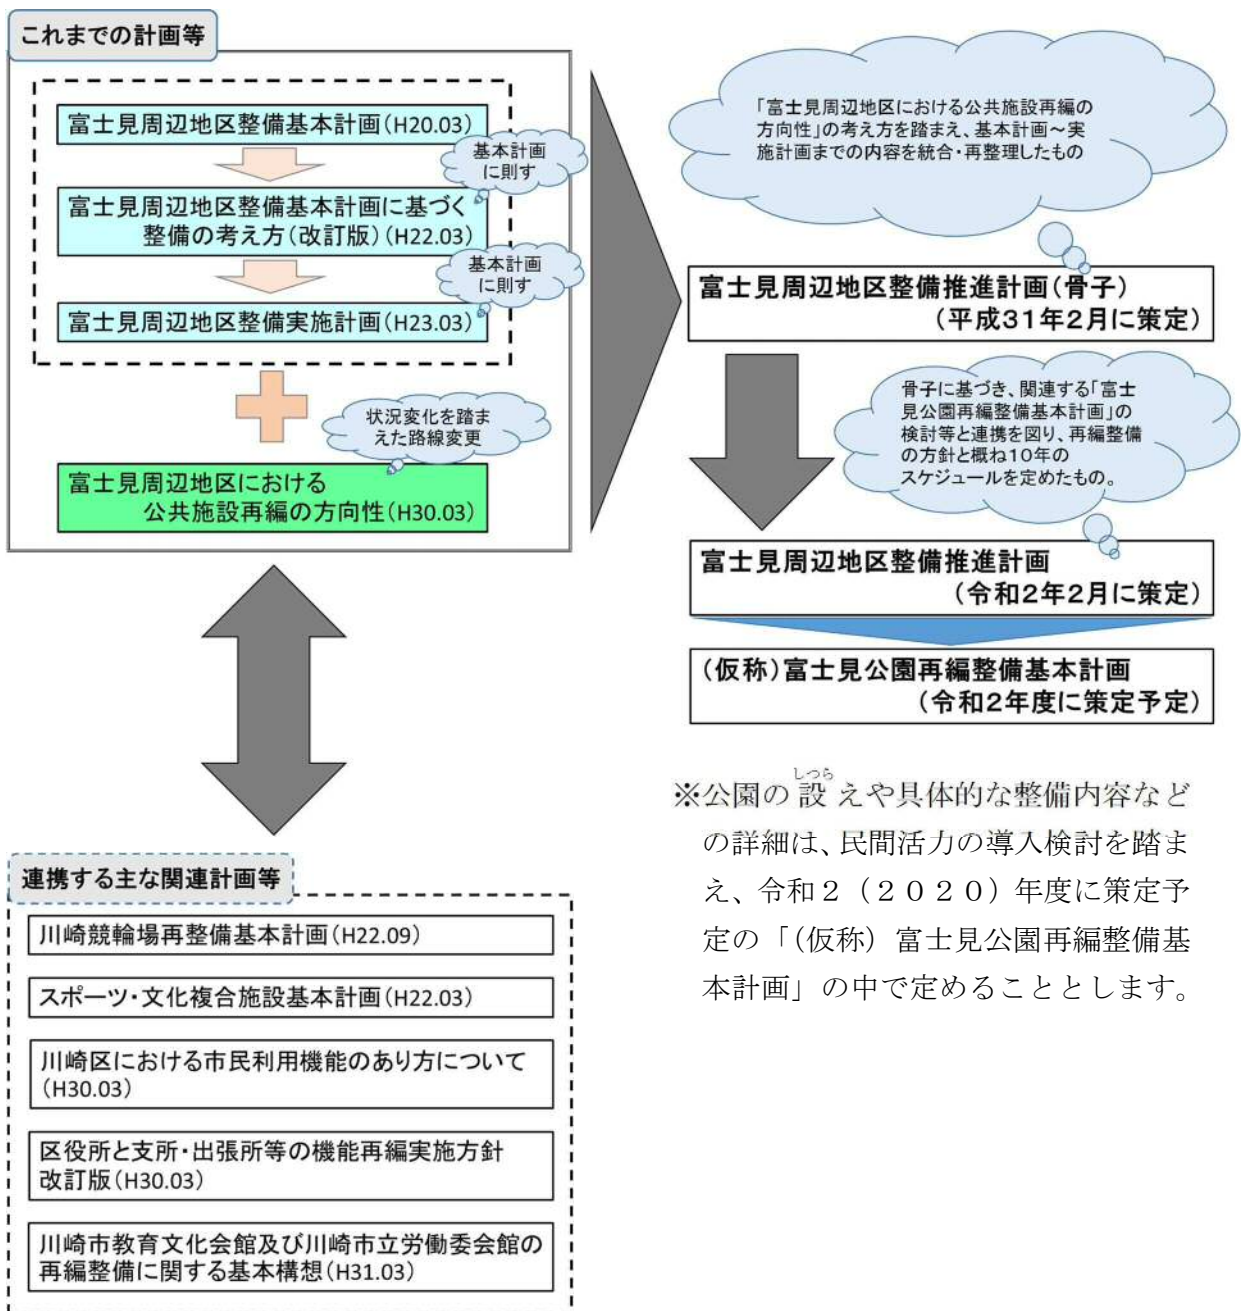 これまでの計画等
富士見周辺地区整備基本計画(H20.03)
基本計画
に則す
富士見周辺地区整備基本計画に基づく
整備の考え方(改訂版)(H22.03)
基本計画
に則す
富士見周辺地区整備実施計画(H23.03)
状況変化を踏ま
えた路線変更
富士見周辺地区における
公共施設再編の方向性(H30.03)
「富士見周辺地区における公共施設再編の
方向性」の考え方を踏まえ、基本計画～実
施計画までの内容を統合・再整理したもの
富士見周辺地区整備推進計画(骨子)
(平成31年2月に策定)
骨子に基づき、関連する「富士
見公園再編整備基本計画」の
検討等と連携を図り、再編整備
の方針と概ね10年の
スケジュールを定めたもの。
富士見周辺地区整備推進計画
(令和2年2月に策定)
(仮称)富士見公園再編整備基本計画
(令和2年度に策定予定)
しつら
※公園の設えや具体的な整備内容など
の詳細は、民間活力の導入検討を踏ま
え、令和２（２０２０）年度に策定予
定の「(仮称）富士見公園再編整備基
本計画」の中で定めることとします。
連携する主な関連計画等
川崎競輪場再整備基本計画(H22.09)
スポーツ・文化複合施設基本計画(H22.03)
川崎区における市民利用機能のあり方について
(H30.03)
区役所と支所・出張所等の機能再編実施方針
改訂版(H30.03)
川崎市教育文化会館及び川崎市立労働委会館の
再編整備に関する基本構想(H31.03)